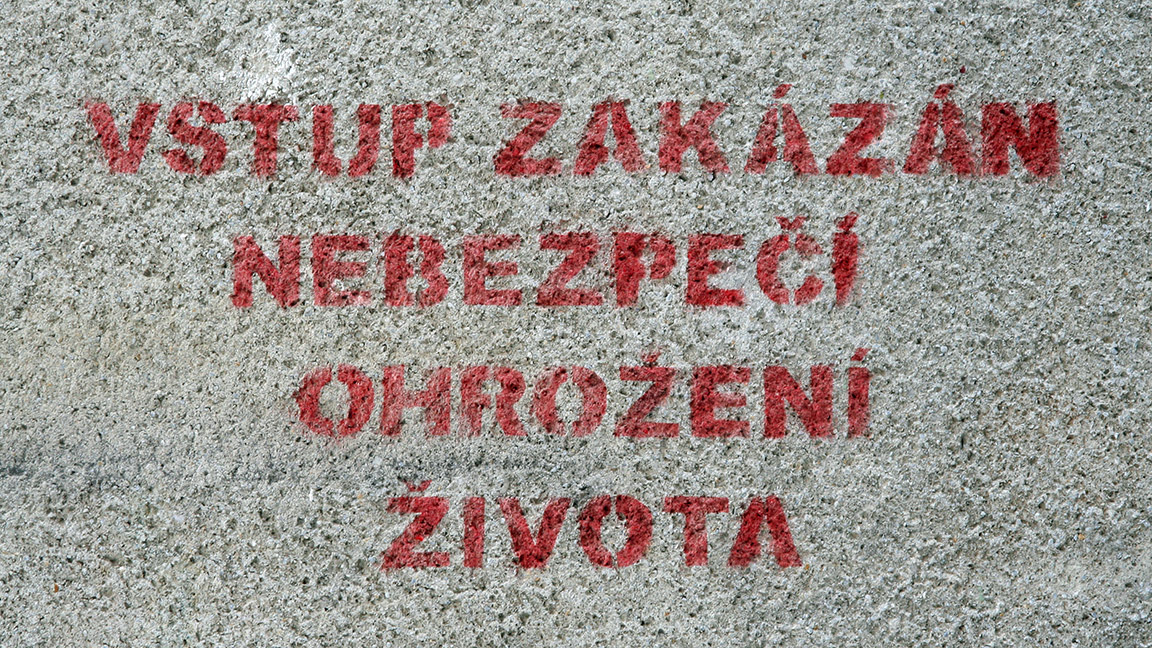 VSTUP ZAKÁZÁN
NEBEZPEČÍ
OHROŽENÍ
ŽIVOTA